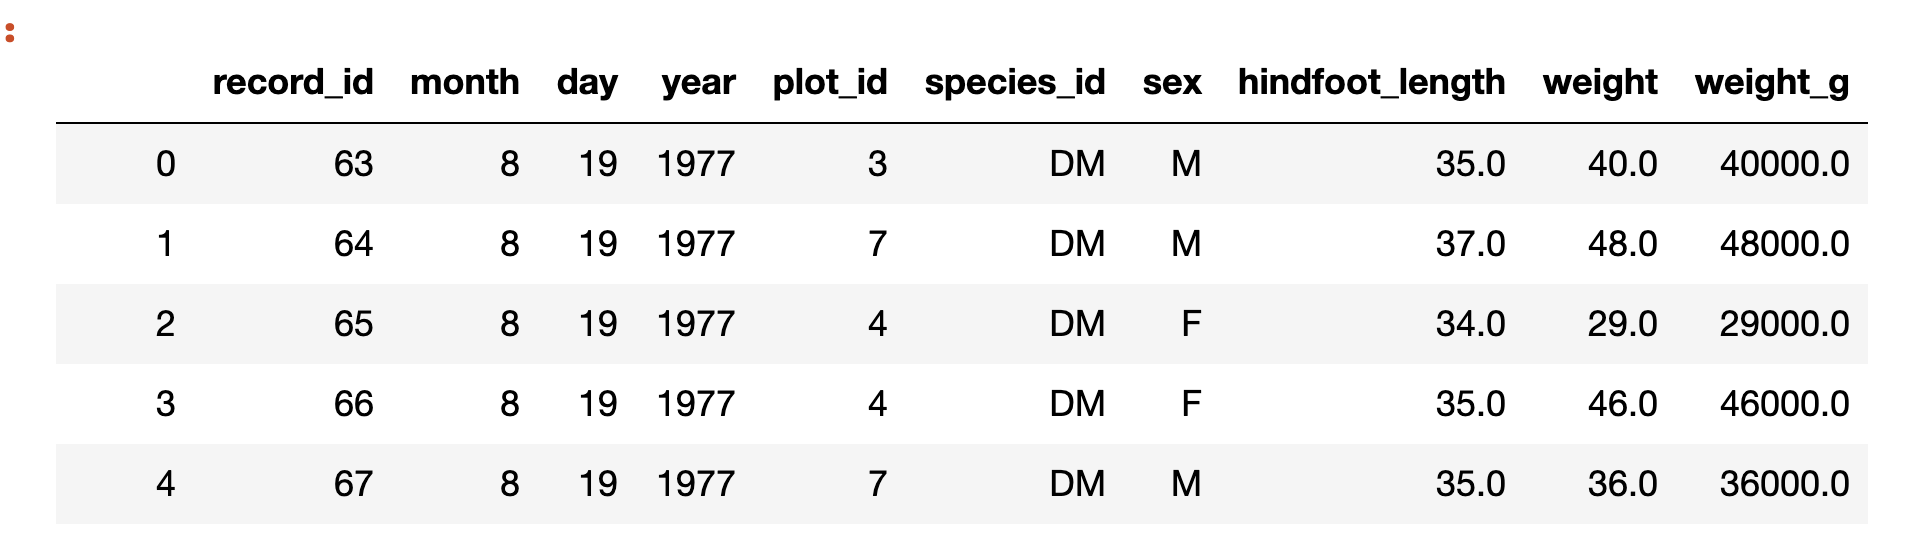 :
record_id month day year plot_id species_id sex hindfoot_length weight weight_g
0 63 8 19 1977 3 DM M 35.0 40.0 40000.0
1 64 8 19 1977 7 DM M 37.0 48.0 48000.0
2 65 8 19 1977 4 DM F 34.0 29.0 29000.0
3 66 8 19 1977 4 DM F 35.0 46.0 46000.0
4 67 8 19 1977 7 DM M 35.0 36.0 36000.0